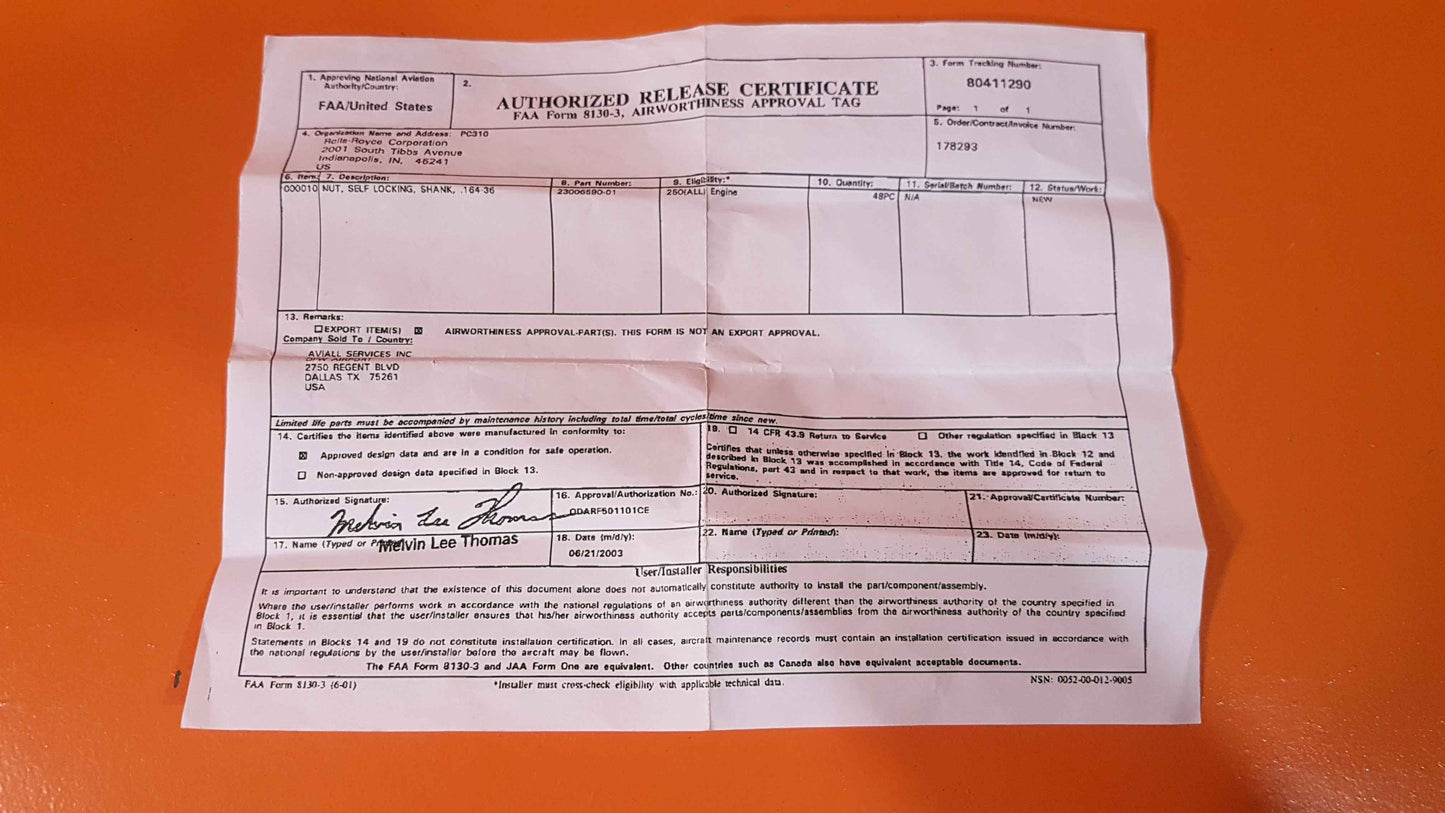 1. Approving National Aviation
Authority/Country:
FAA/United States
2.
AUTHORIZED RELEASE CERTIFICATE
FAA Form 8130-3, AIRWORTHINESS APPROVAL TAG
3. Form Tracking Number:
80411290
Page: 1 of 1
4. Organization Name and Address: PC310
Rolls-Royce Corporation
2001 South Tibbs Avenue
Indianapolis, IN, 46241
US
5. Order/Contract/Invoice Number:
178293
6. Item: 7. Description: 8. Part Number: 9. Eligibility:* 10. Quantity: 11. Serial/Batch Number: 12. Status/Work:
000010 NUT, SELF LOCKING, SHANK, .164-36 23006690-01 250(ALL) Engine 48PC N/A NEW
13. Remarks:
EXPORT ITEM(S) AIRWORTHINESS APPROVAL-PART(S). THIS FORM IS NOT AN EXPORT APPROVAL.
Company Sold To / Country:
AVIALL SERVICES INC
DFW AIRPORT
2750 REGENT BLVD
DALLAS TX 75261
USA
Limited life parts must be accompanied by maintenance history including total time/total cycles/time since new.
14. Certifies the items identified above were manufactured in conformity to:
Approved design data and are in a condition for safe operation.
Non-approved design data specified in Block 13.
19. 14 CFR 43.9 Return to Service Other regulation specified in Block 13
Certifies that unless otherwise specified in Block 13, the work identified in Block 12 and
described in Block 13 was accomplished in accordance with Title 14, Code of Federal
Regulations, part 43 and in respect to that work, the items are approved for return to
service.
15. Authorized Signature:
Melvin Lee Thomas
16. Approval/Authorization No.:
ODARF501101CE
20. Authorized Signature:
21. Approval/Certificate Number:
17. Name (Typed or Printed):
Melvin Lee Thomas
18. Date (m/d/y):
06/21/2003
22. Name (Typed or Printed):
23. Date (m/d/y):
User/Installer Responsibilities
It is important to understand that the existence of this document alone does not automatically constitute authority to install the part/component/assembly.
Where the user/installer performs work in accordance with the national regulations of an airworthiness authority different than the airworthiness authority of the country specified in
Block 1, it is essential that the user/installer ensures that his/her airworthiness authority accepts parts/components/assemblies from the airworthiness authority of the country specified
in Block 1.
Statements in Blocks 14 and 19 do not constitute installation certification. In all cases, aircraft maintenance records must contain an installation certification issued in accordance with
the national regulations by the user/installer before the aircraft may be flown.
The FAA Form 8130-3 and JAA Form One are equivalent. Other countries such as Canada also have equivalent acceptable documents.
FAA Form 8130-3 (6-01)
*Installer must cross-check eligibility with applicable technical data.
NSN: 0052-00-012-9005